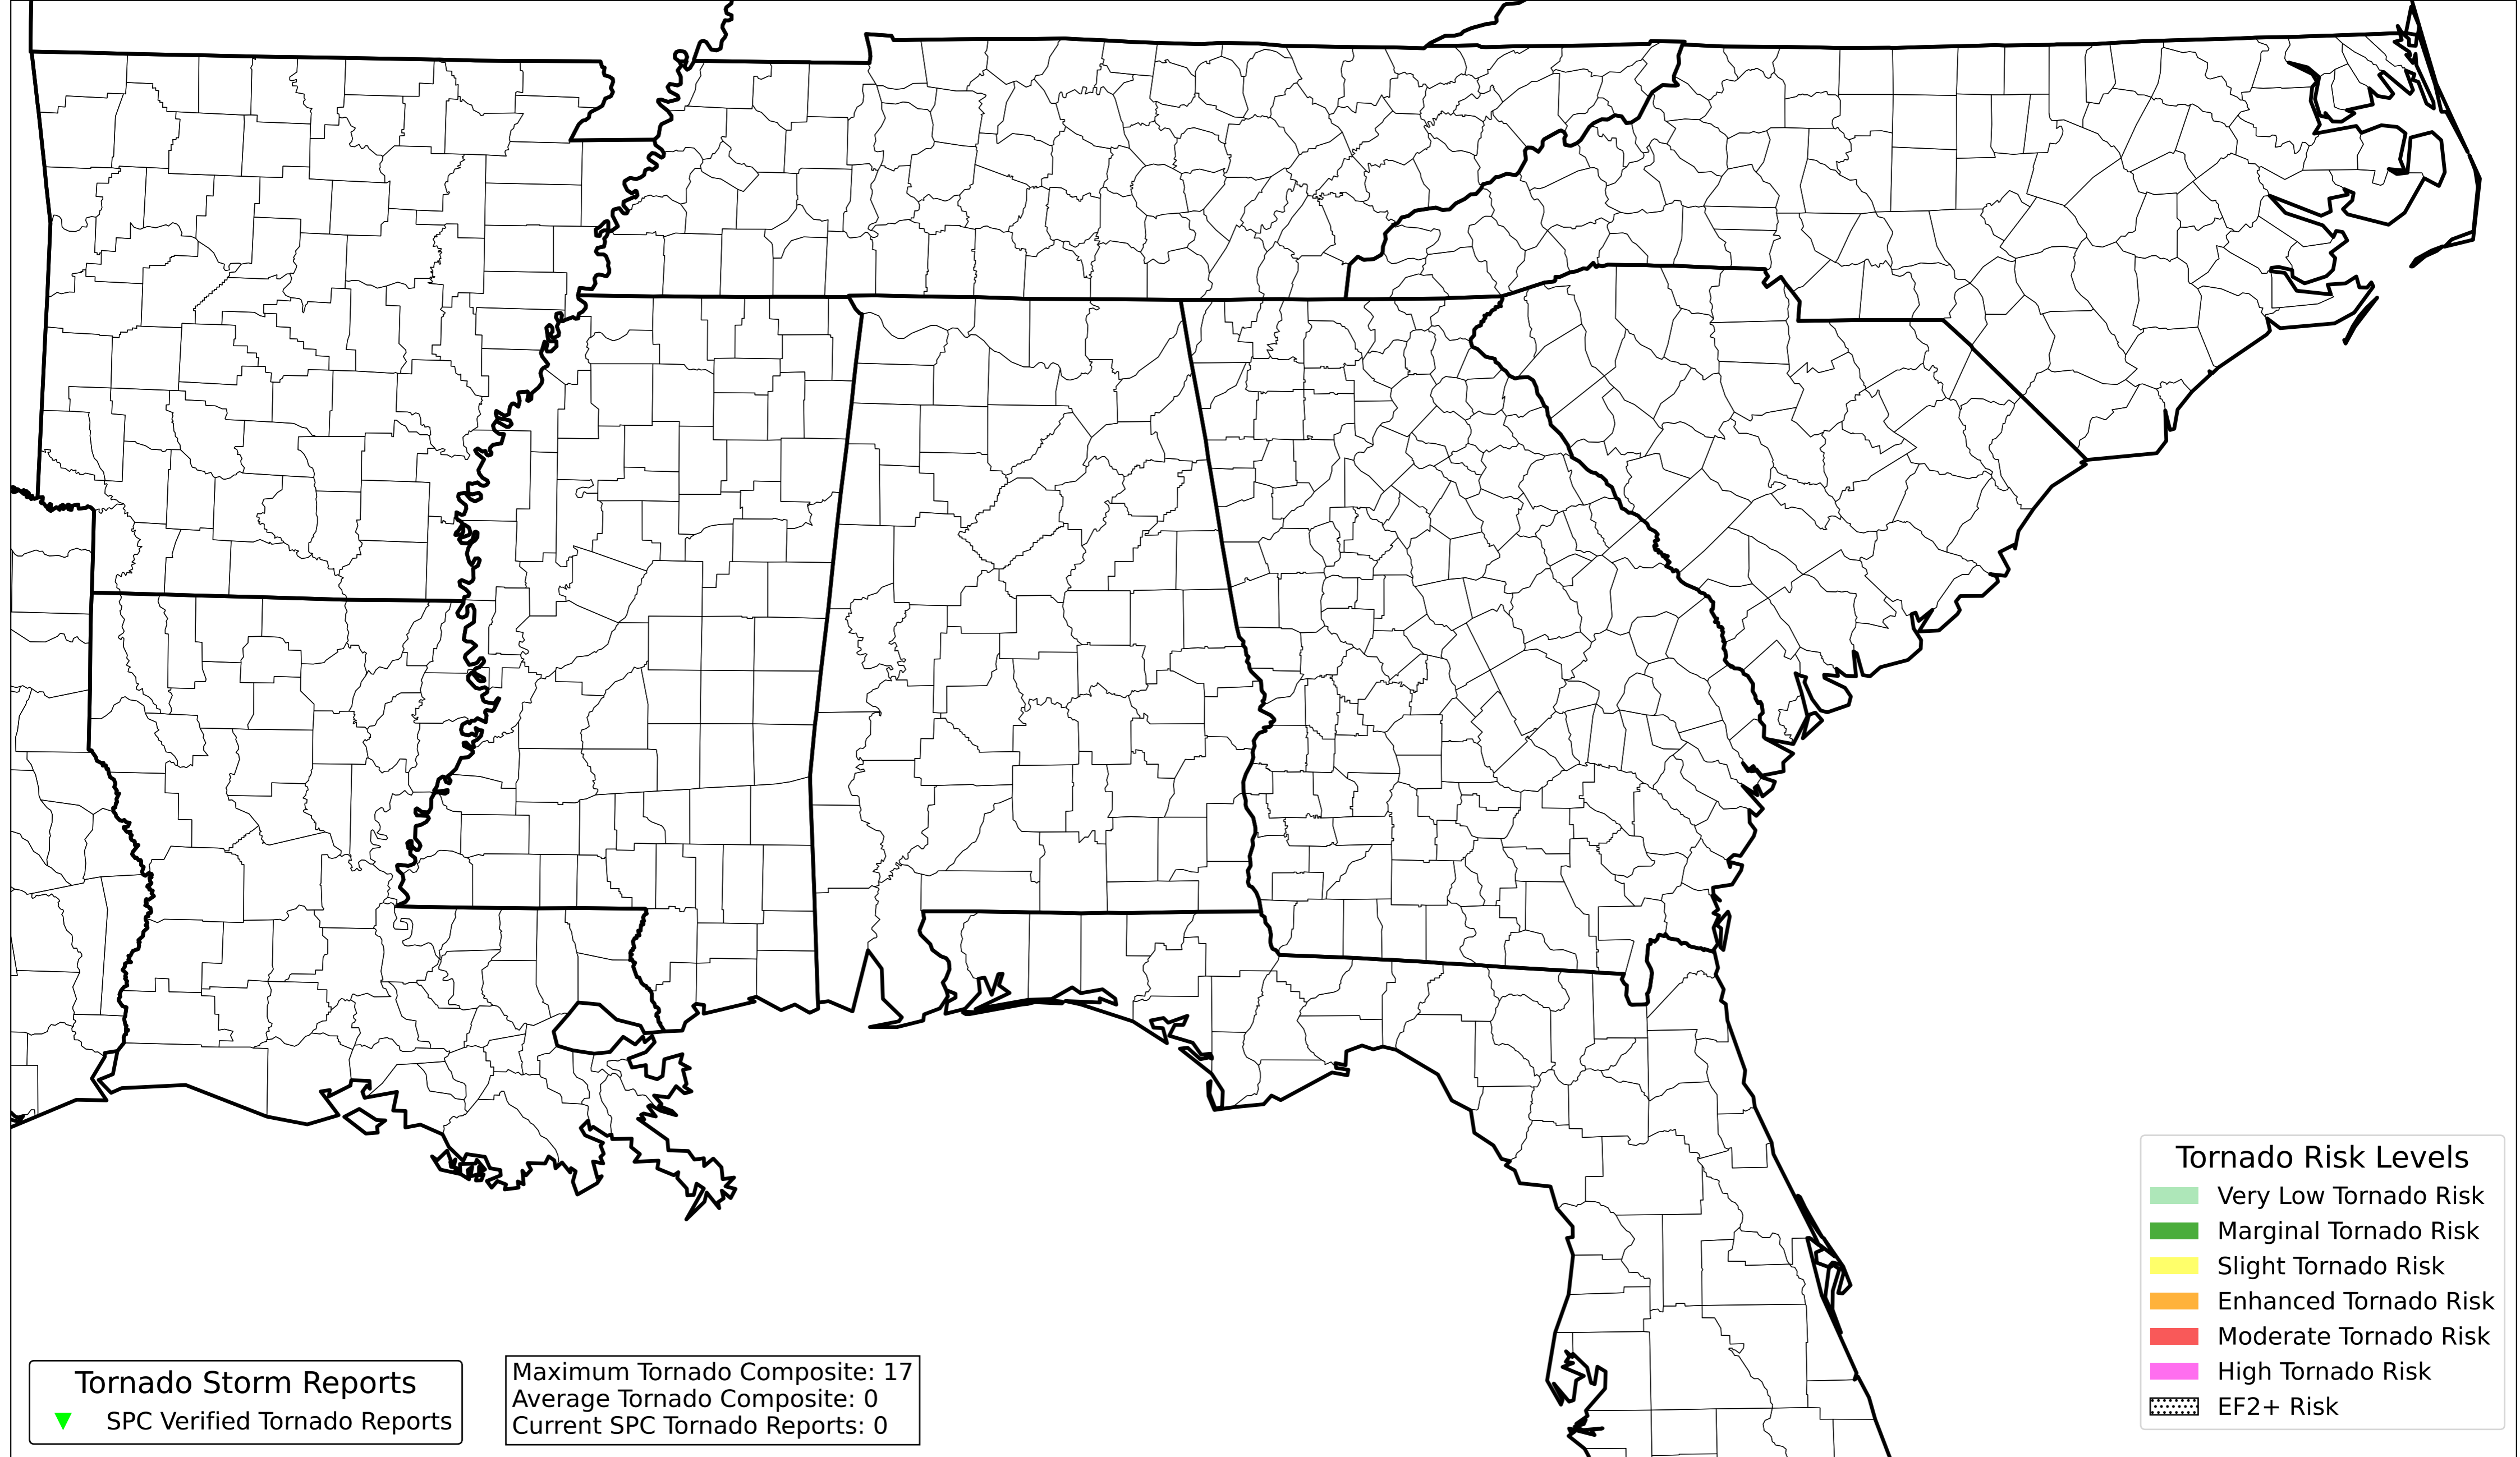 Tornado Risk Levels
Very Low Tornado Risk
Marginal Tornado Risk
Slight Tornado Risk
Enhanced Tornado Risk
Moderate Tornado Risk
High Tornado Risk
EF2+ Risk
Tornado Storm Reports
SPC Verified Tornado Reports
Maximum Tornado Composite: 17
Average Tornado Composite: 0
Current SPC Tornado Reports: 0